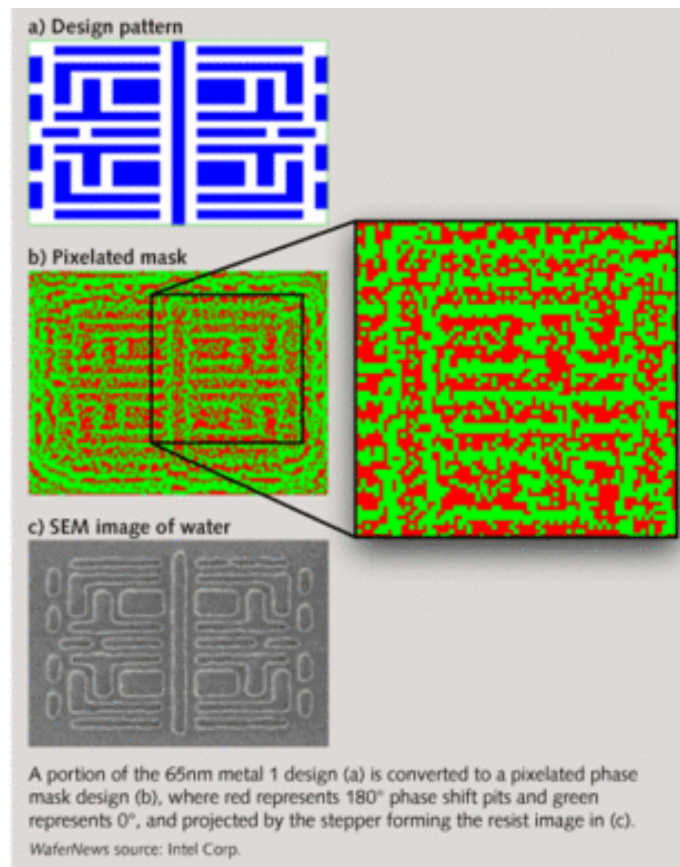 a) Design pattern
b) Pixelated mask
c) SEM image of water
A portion of the 65nm metal 1 design (a) is converted to a pixelated phase
mask design (b), where red represents 180° phase shift pits and green
represents 0°, and projected by the stepper forming the resist image in (c).
WaferNews source: Intel Corp.